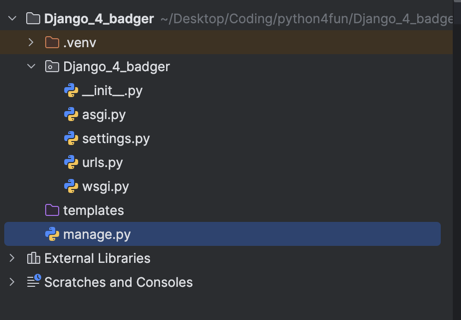 Django_4_badger ~/Desktop/Coding/python4fun/Django_4_badge
.venv
Django_4_badger
__init__.py
asgi.py
settings.py
urls.py
wsgi.py
templates
manage.py
External Libraries
Scratches and Consoles